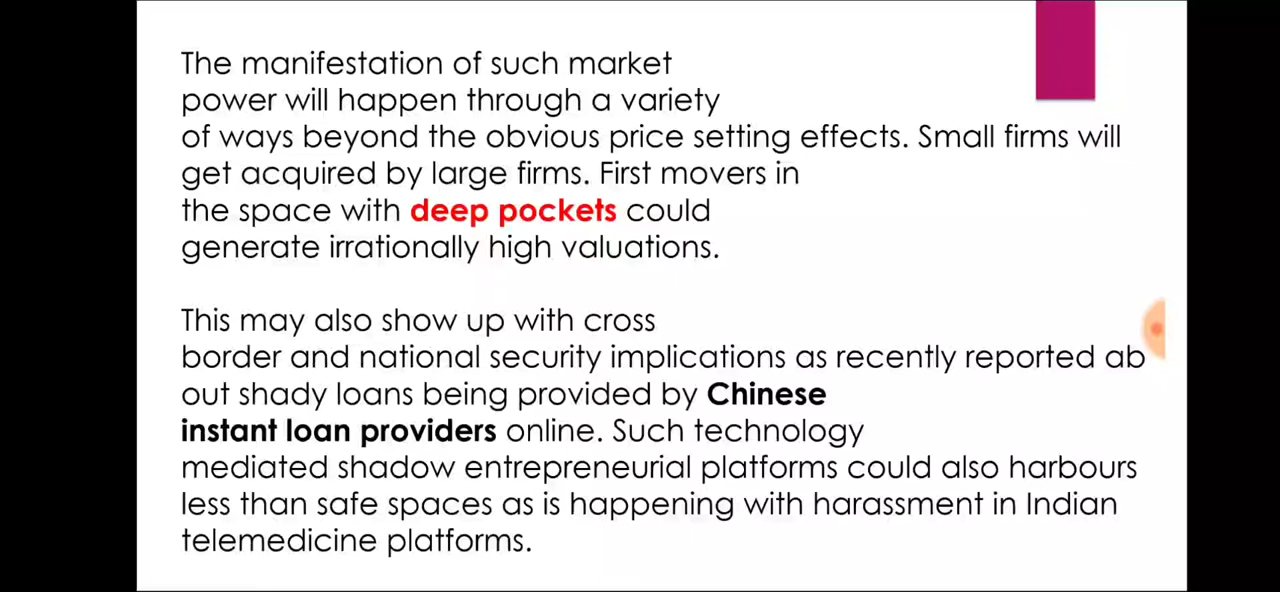 The manifestation of such market
power will happen through a variety
of ways beyond the obvious price setting effects. Small firms will
get acquired by large firms. First movers in
the space with deep pockets could
generate irrationally high valuations.
This may also show up with cross
border and national security implications as recently reported ab
out shady loans being provided by Chinese
instant loan providers online. Such technology
mediated shadow entrepreneurial platforms could also harbours
less than safe spaces as is happening with harassment in Indian
telemedicine platforms.